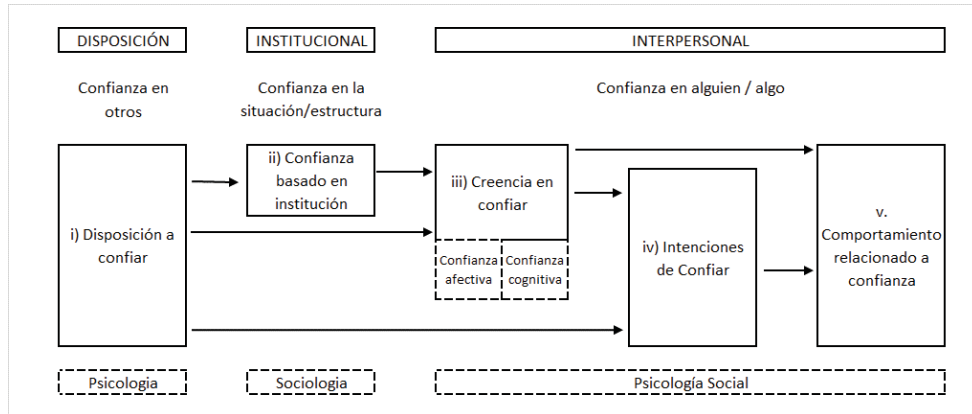 DISPOSICIÓN
INSTITUCIONAL
INTERPERSONAL
Confianza en
otros
Confianza en la
situación/estructura
Confianza en alguien / algo
i) Disposición a
confiar
ii) Confianza
basado en
institución
iii) Creencia en
confiar
Confianza
afectiva
Confianza
cognitiva
iv) Intenciones
de Confiar
v.
Comportamiento
relacionado a
confianza
Psicologia
Sociologia
Psicología Social